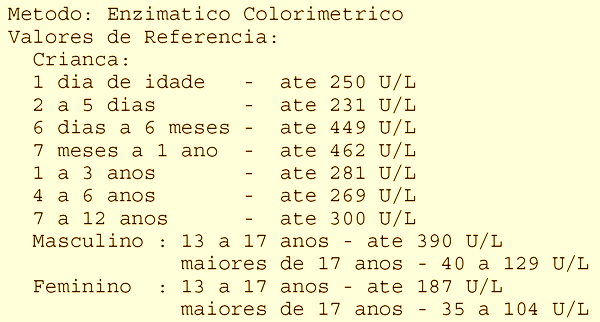 Metodo: Enzimatico Colorimetrico
Valores de Referencia:
Crianca:
1 dia de idade - ate 250 U/L
2 a 5 dias - ate 231 U/L
6 dias a 6 meses - ate 449 U/L
7 meses a 1 ano - ate 462 U/L
1 a 3 anos - ate 281 U/L
4 a 6 anos - ate 269 U/L
7 a 12 anos - ate 300 U/L
Masculino : 13 a 17 anos - ate 390 U/L
maiores de 17 anos - 40 a 129 U/L
Feminino : 13 a 17 anos - ate 187 U/L
maiores de 17 anos - 35 a 104 U/L